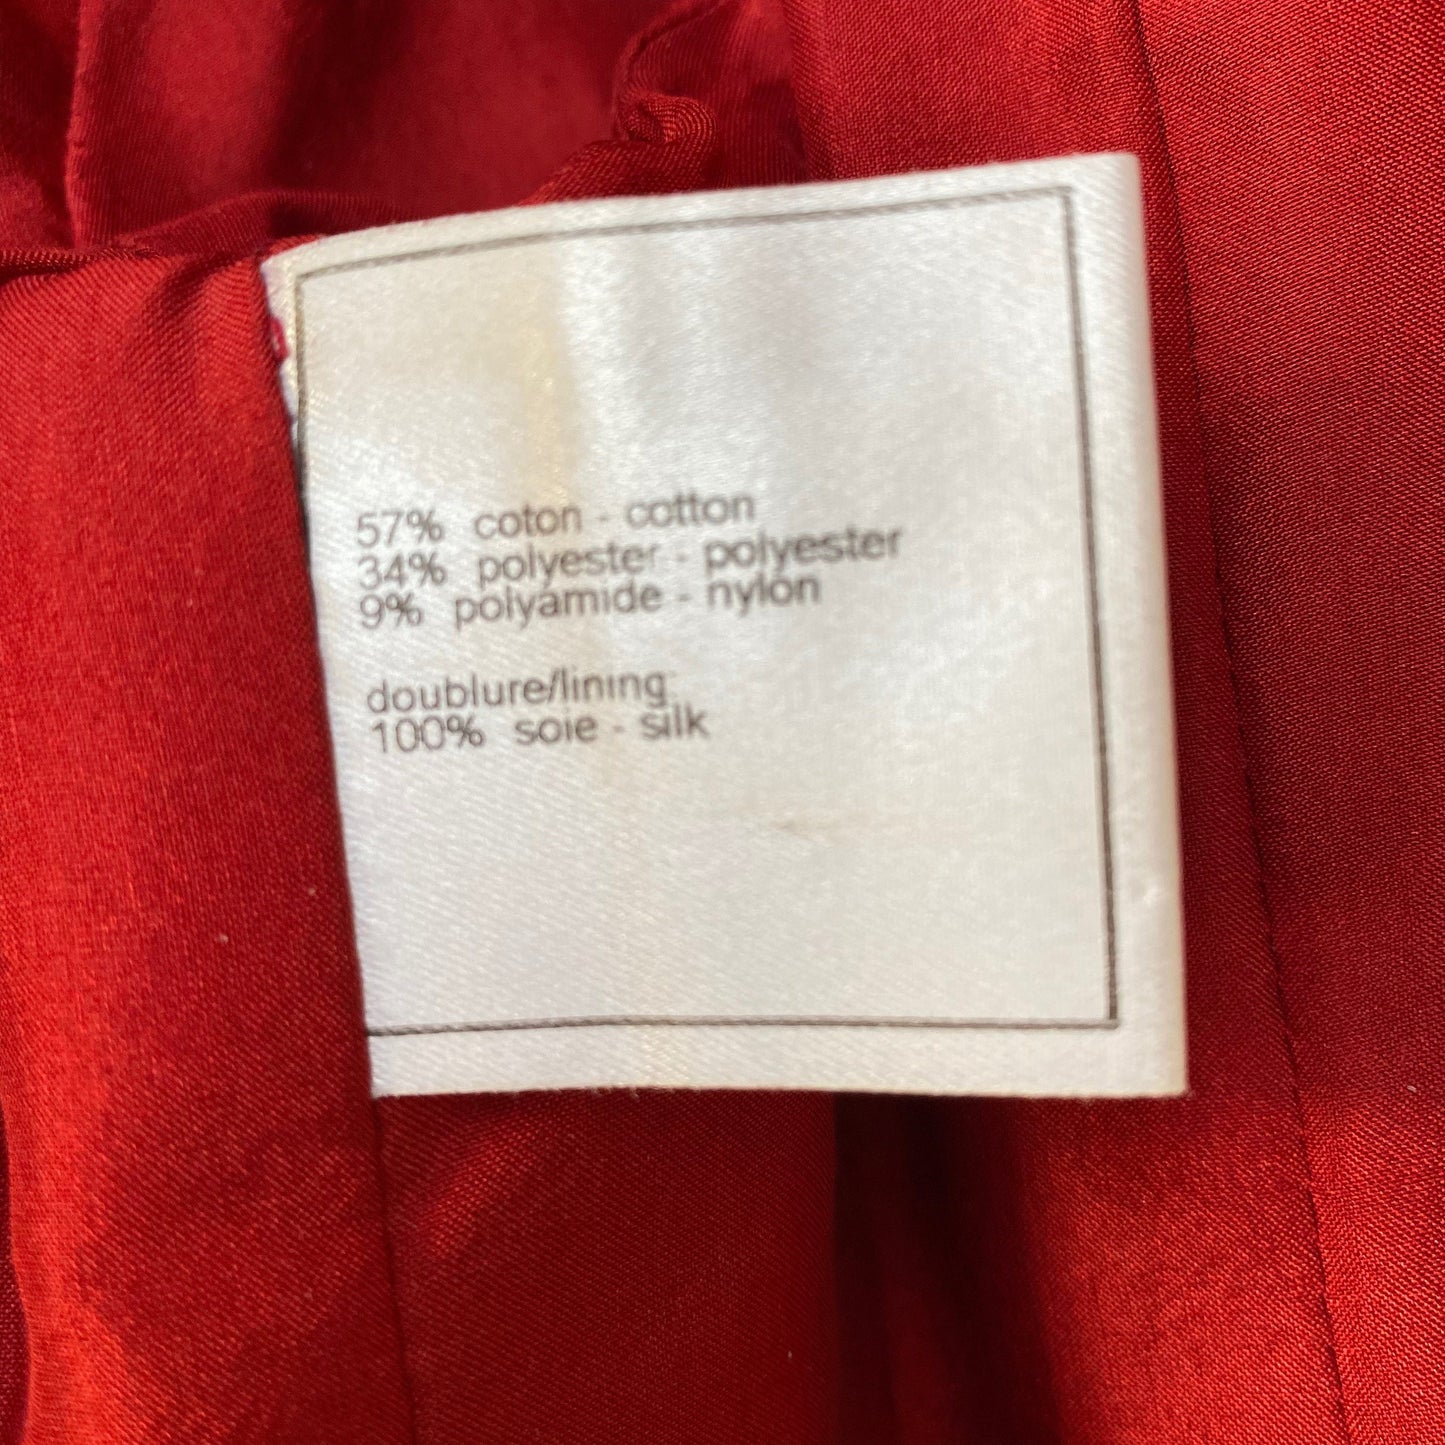 57% coton - cotton
34% polyester - polyester
9% polyamide - nylon
doublure/lining:
100% soie - silk